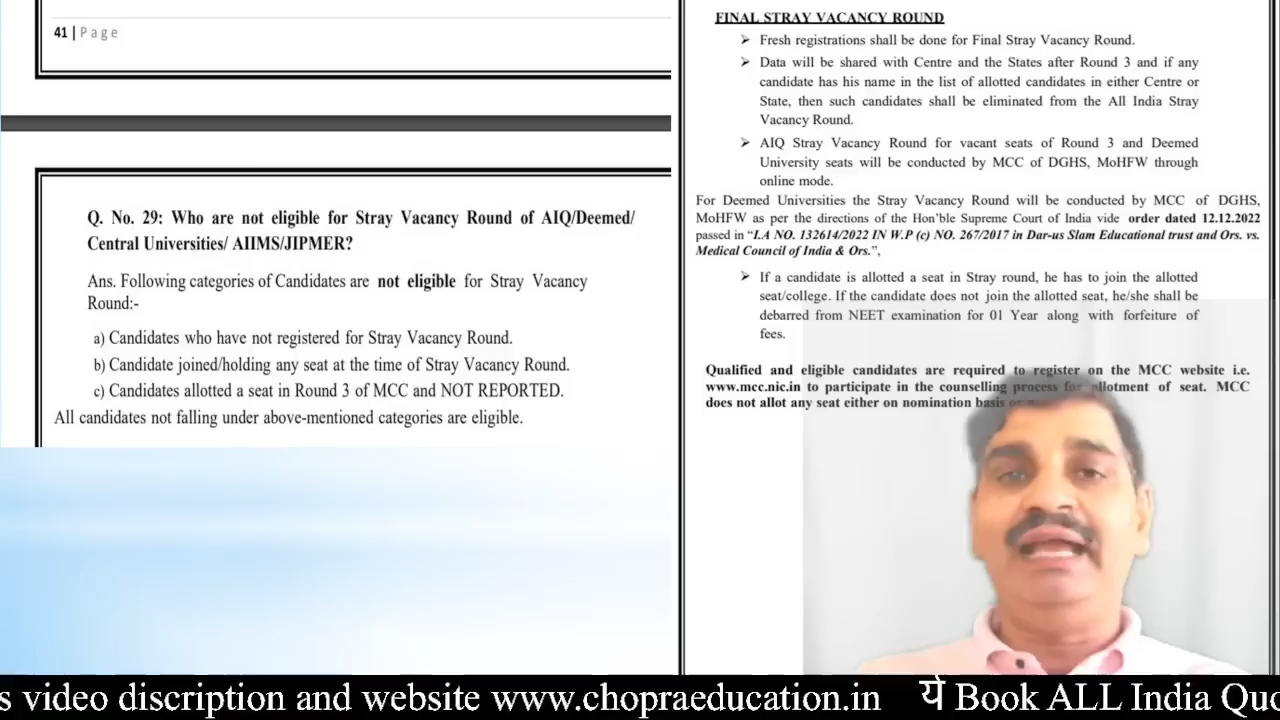 41 | Page
Q. No. 29: Who are not eligible for Stray Vacancy Round of AIQ/Deemed/
Central Universities/ AIIMS/JIPMER?
Ans. Following categories of Candidates are not eligible for Stray Vacancy
Round:-
a) Candidates who have not registered for Stray Vacancy Round.
b) Candidate joined/holding any seat at the time of Stray Vacancy Round.
c) Candidates allotted a seat in Round 3 of MCC and NOT REPORTED.
All candidates not falling under above-mentioned categories are eligible.
FINAL STRAY VACANCY ROUND
➢ Fresh registrations shall be done for Final Stray Vacancy Round.
➢ Data will be shared with Centre and the States after Round 3 and if any
candidate has his name in the list of allotted candidates in either Centre or
State, then such candidates shall be eliminated from the All India Stray
Vacancy Round.
➢ AIQ Stray Vacancy Round for vacant seats of Round 3 and Deemed
University seats will be conducted by MCC of DGHS, MoHFW through
online mode.
For Deemed Universities the Stray Vacancy Round will be conducted by MCC of DGHS,
MoHFW as per the directions of the Hon'ble Supreme Court of India vide order dated 12.12.2022
passed in “I.A NO. 132614/2022 IN W.P (c) NO. 267/2017 in Dar-us Slam Educational trust and Ors. vs.
Medical Council of India & Ors.”,
➢ If a candidate is allotted a seat in Stray round, he has to join the allotted
seat/college. If the candidate does not join the allotted seat, he/she shall be
debarred from NEET examination for 01 Year along with forfeiture of
fees.
Qualified and eligible candidates are required to register on the MCC website i.e.
www.mcc.nic.in to participate in the counselling process for allotment of seat. MCC
does not allot any seat either on nomination basis
s video discription and website www.chopraeducation.in ये Book ALL India Quo